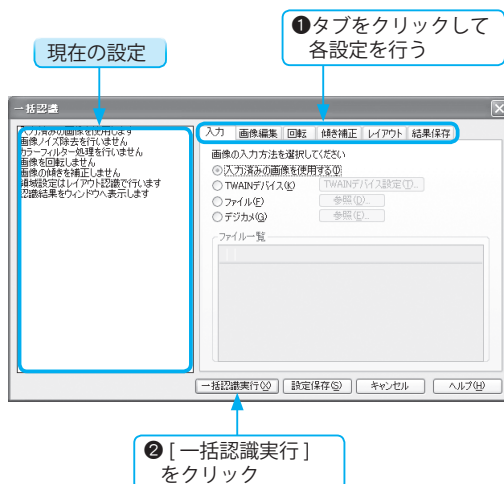 ❶タブをクリックして
各設定を行う
現在の設定
一括認識
入力済みの画像を使用します
画像ノイズ除去を行いません
カラーフィルター処理を行いません
画像を回転しません
画像の傾きを補正しません
領域設定はレイアウト認識で行います
認識結果をウィンドウへ表示します
入力 画像編集 回転 傾き補正 レイアウト 結果保存
画像の入力方法を選択してください
入力済みの画像を使用する(I)
TWAINデバイス(K) TWAINデバイス設定(T)...
ファイル(F) 参照(D)...
デジカメ(G) 参照(E)...
ファイル一覧
一括認識実行(X) 設定保存(S) キャンセル ヘルプ(H)
❷ [ 一括認識実行 ]
をクリック